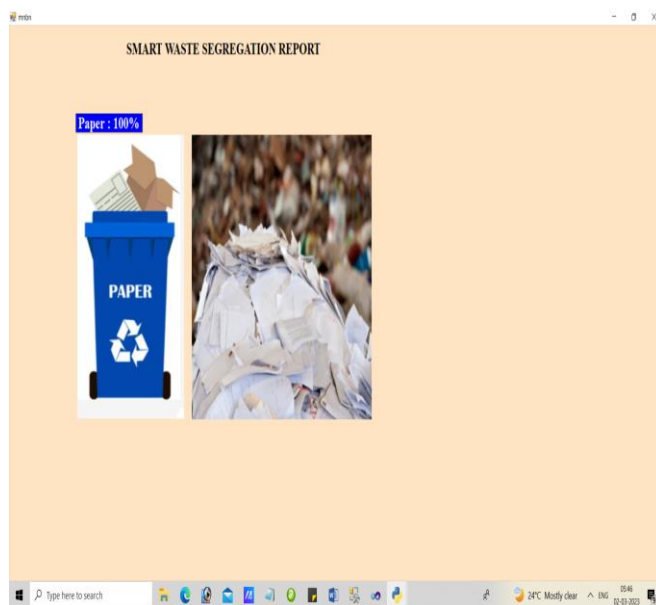 mnbn
SMART WASTE SEGREGATION REPORT
Paper : 100%
PAPER
Type here to search
24°C Mostly clear
ENG
05:46
02-03-2023